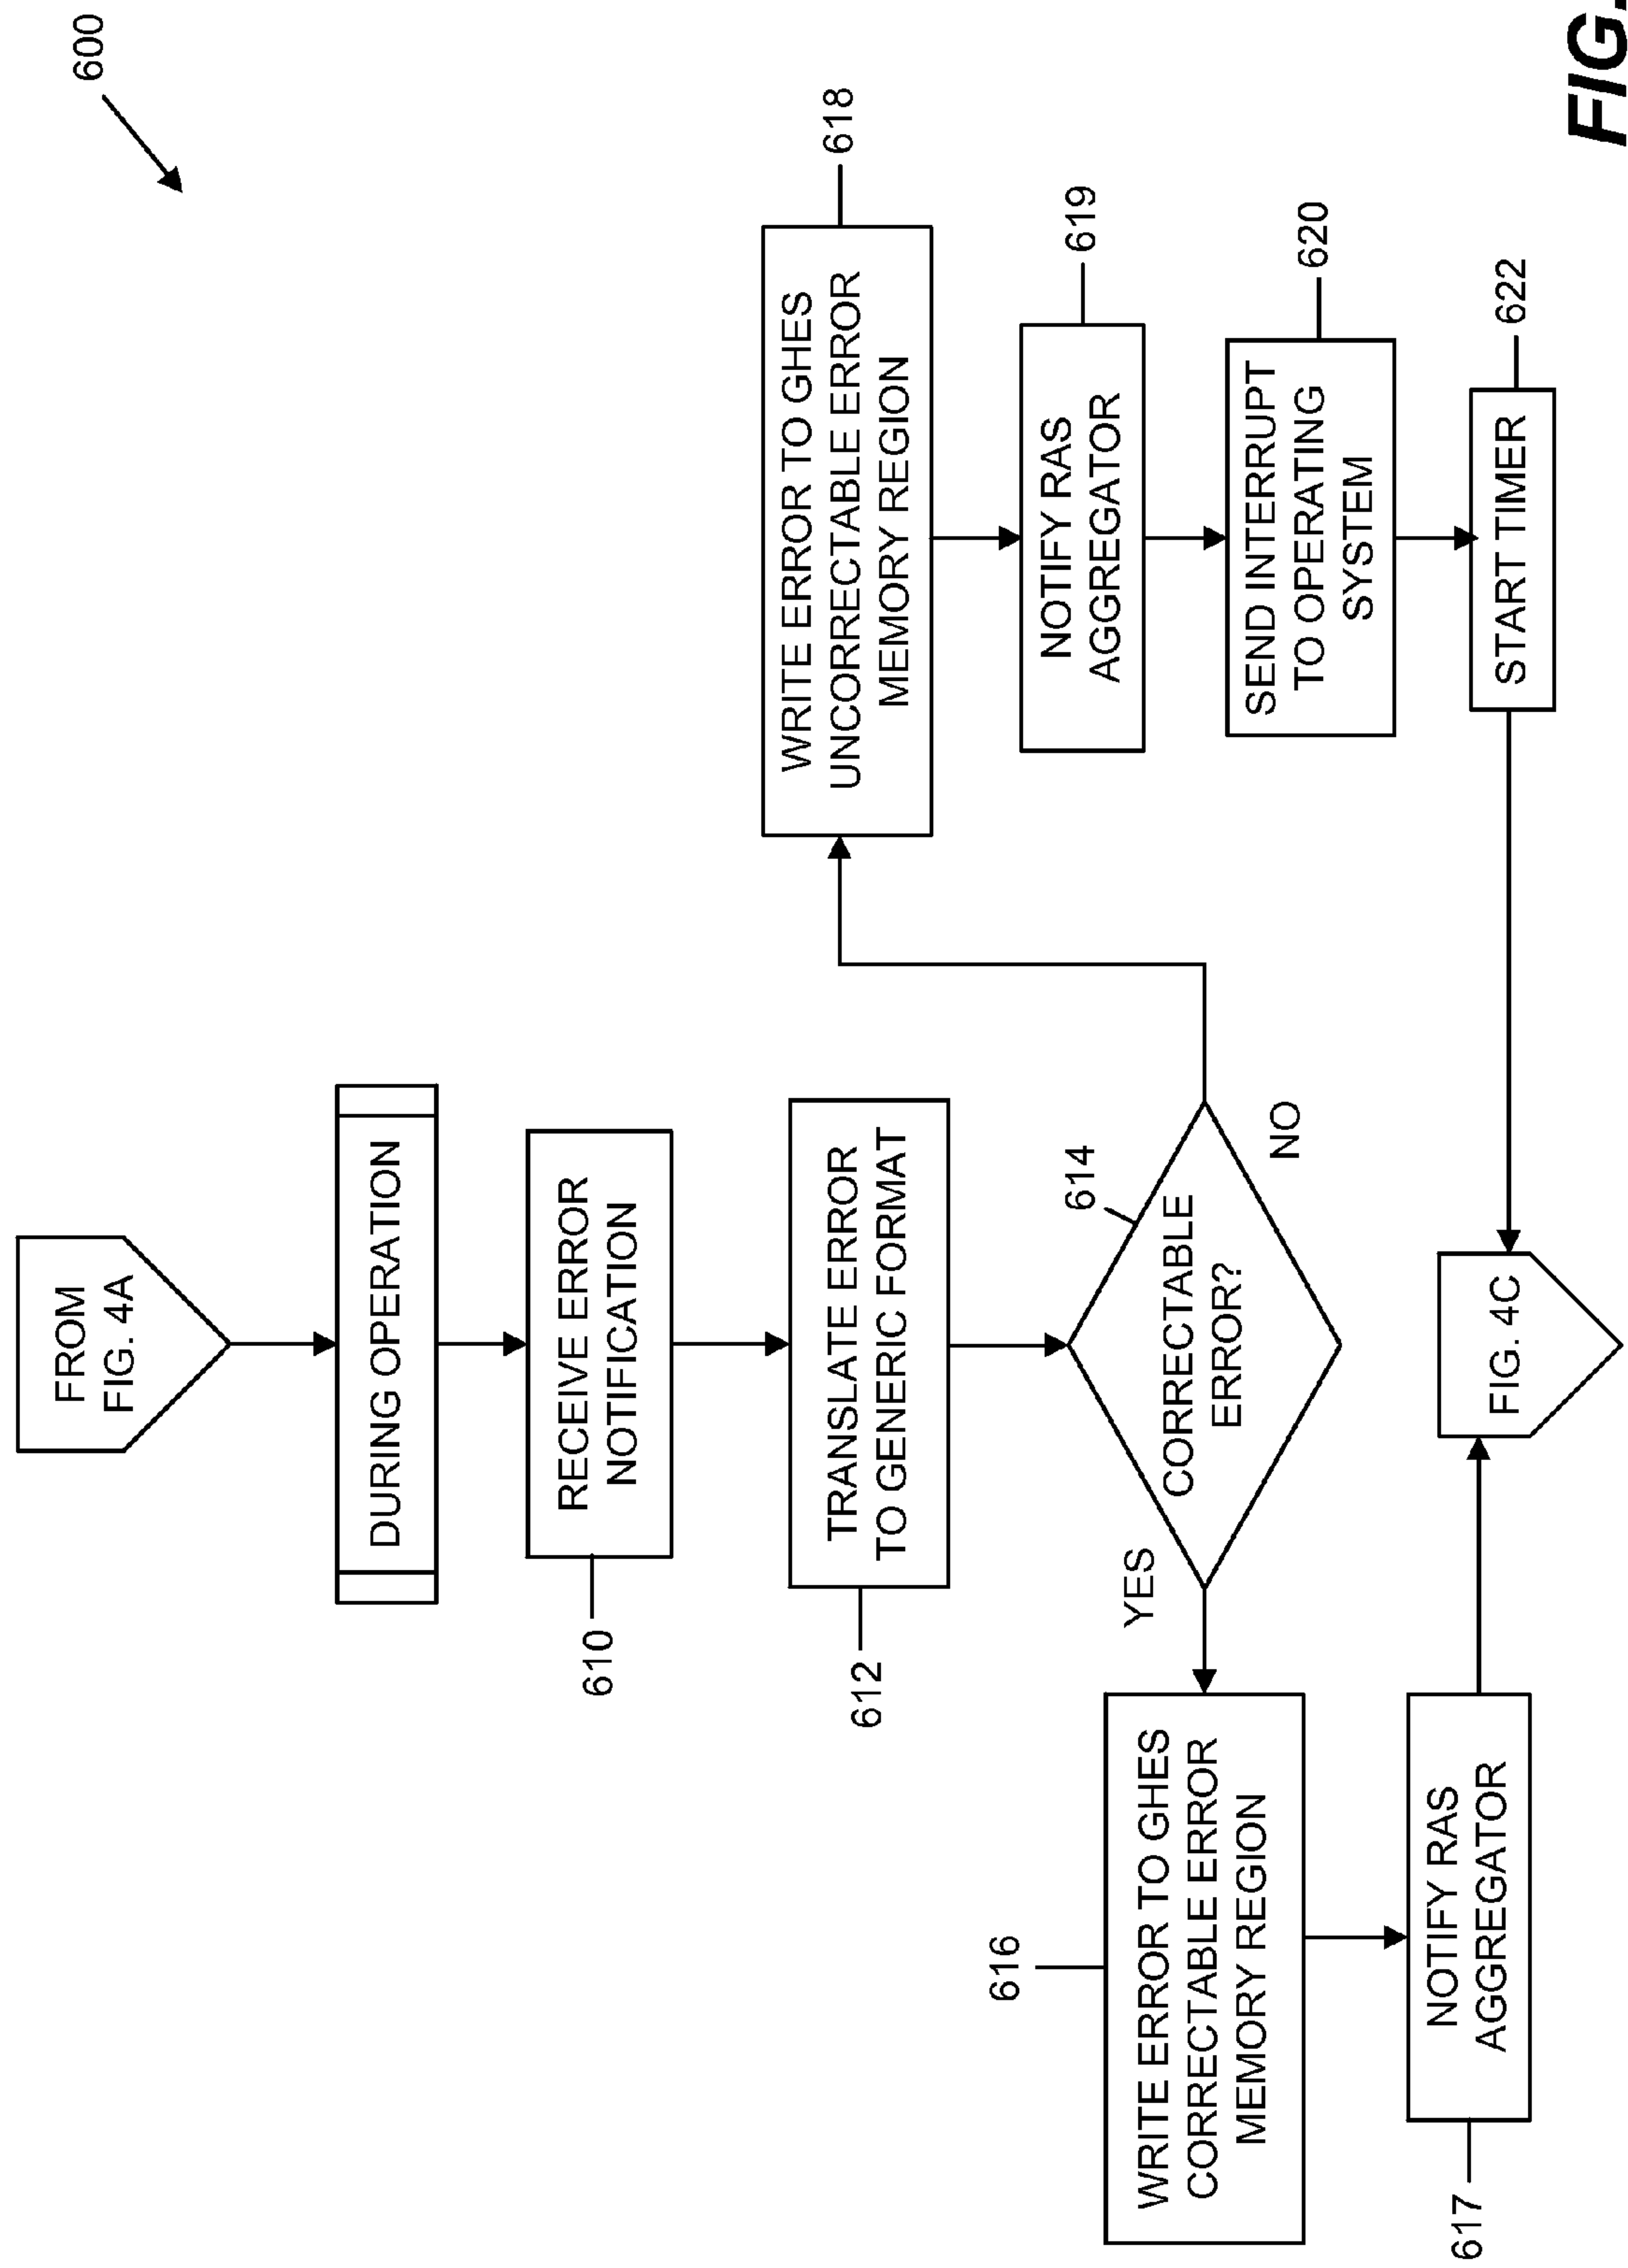 600
FROM
FIG. 4A
DURING OPERATION
RECEIVE ERROR
NOTIFICATION
610
TRANSLATE ERROR
TO GENERIC FORMAT
612
CORRECTABLE
ERROR?
614
YES
NO
WRITE ERROR TO GHES
CORRECTABLE ERROR
MEMORY REGION
616
NOTIFY RAS
AGGREGATOR
617
WRITE ERROR TO GHES
UNCORRECTABLE ERROR
MEMORY REGION
618
NOTIFY RAS
AGGREGATOR
619
SEND INTERRUPT
TO OPERATING
SYSTEM
620
START TIMER
622
FIG. 4C
FIG.